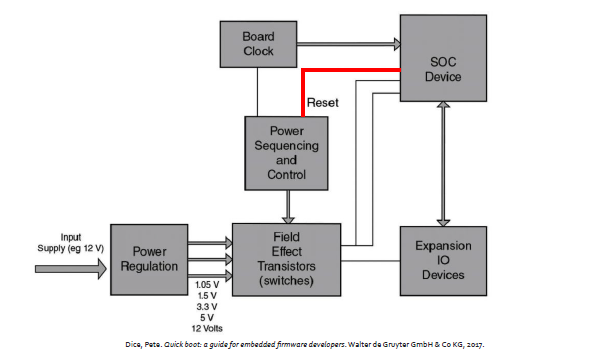 Board
Clock
SOC
Device
Reset
Power
Sequencing
and
Control
Input
Supply (eg 12 V)
Power
Regulation
1.05 V
1.5 V
3.3 V
5 V
12 Volts
Field
Effect
Transistors
(switches)
Expansion
IO
Devices
Dice, Pete. Quick boot: a guide for embedded firmware developers. Walter de Gruyter GmbH & Co KG, 2017.